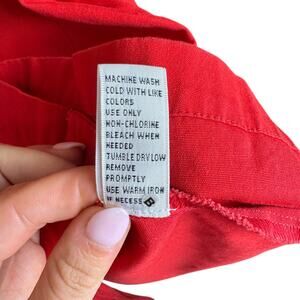 MACHINE WASH
COLD WITH LIKE
COLORS
USE ONLY
NON-CHLORINE
BLEACH WHEN
NEEDED
TUMBLE DRY LOW
REMOVE
PROMPTLY
USE WARM IRON
IF NECESS